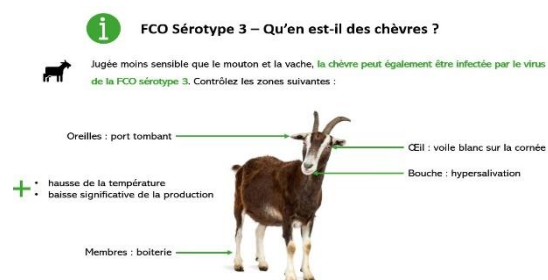 i
FCO Sérotype 3 – Qu'en est-il des chèvres ?
Jugée moins sensible que le mouton et la vache, la chèvre peut également être infectée par le virus
de la FCO sérotype 3. Contrôlez les zones suivantes :
Oreilles : port tombant
Œil : voile blanc sur la cornée
Bouche : hypersalivation
+
• hausse de la température
• baisse significative de la production
Membres : boiterie